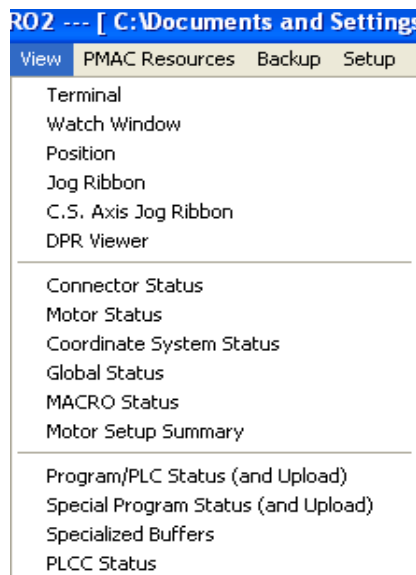 RO2 --- [ C:\Documents and Settings
View PMAC Resources Backup Setup
Terminal
Watch Window
Position
Jog Ribbon
C.S. Axis Jog Ribbon
DPR Viewer
Connector Status
Motor Status
Coordinate System Status
Global Status
MACRO Status
Motor Setup Summary
Program/PLC Status (and Upload)
Special Program Status (and Upload)
Specialized Buffers
PLCC Status